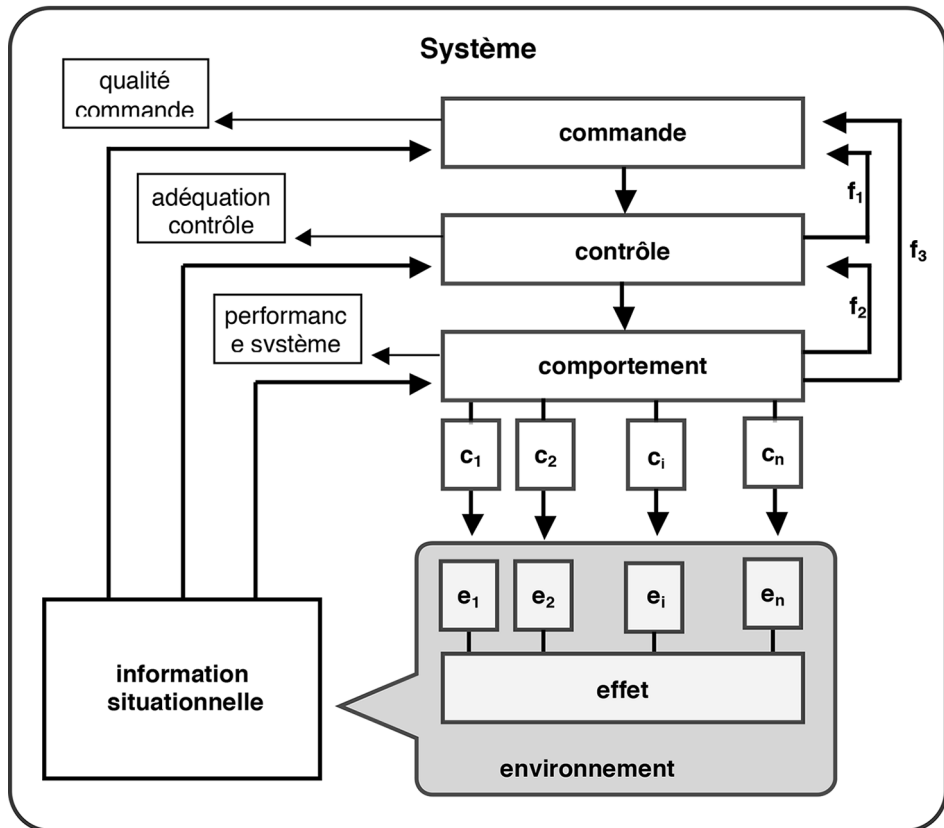 Système
qualité
commande
commande
f₁
adéquation
contrôle
contrôle
f₃
f₂
performanc
e système
comportement
c₁ c₂ cᵢ cₙ
e₁ e₂ eᵢ eₙ
information
situationnelle
effet
environnement